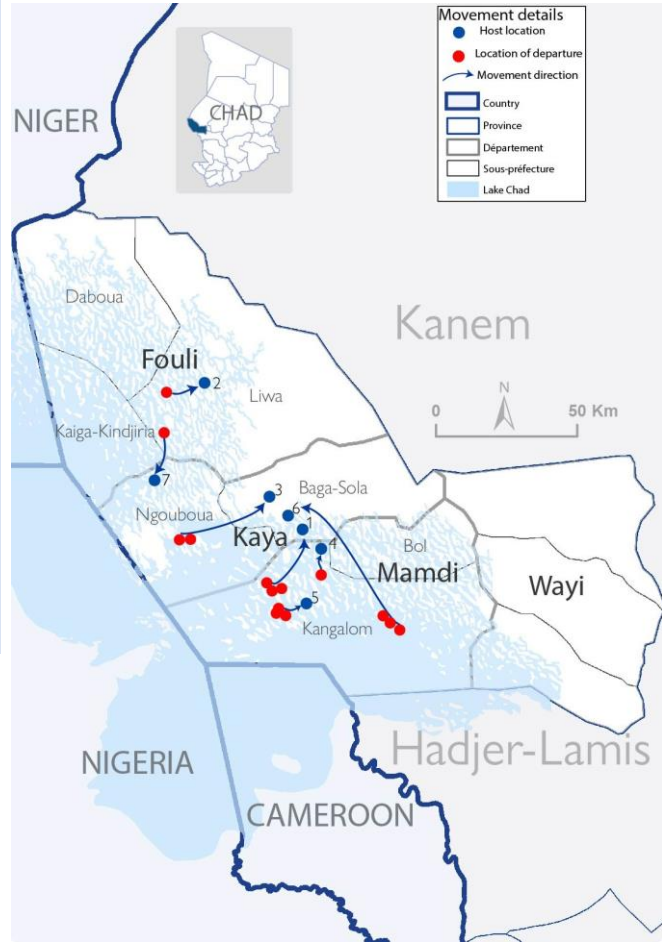 Movement details
Host location
Location of departure
Movement direction
Country
Province
Département
Sous-préfecture
Lake Chad
CHAD
NIGER
Daboua
Kanem
Fouli
2
Liwa
N
0 50 Km
Kaiga-Kindjiria
7
Baga-Sola
3
Ngouboua
6
1
Kaya
4
Bol
Mamdi
Wayi
5
Kangalom
Hadjer-Lamis
NIGERIA
CAMEROON